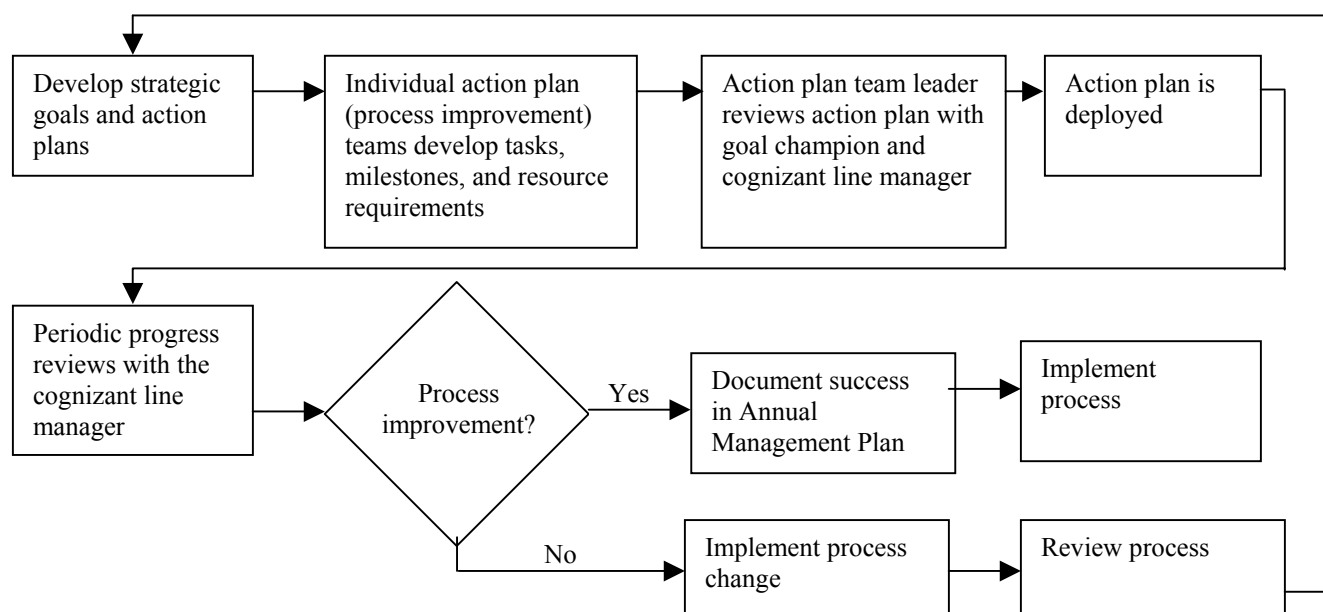 Develop strategic
goals and action
plans
Individual action plan
(process improvement)
teams develop tasks,
milestones, and resource
requirements
Action plan team leader
reviews action plan with
goal champion and
cognizant line manager
Action plan is
deployed
Periodic progress
reviews with the
cognizant line
manager
Process
improvement?
Yes
Document success
in Annual
Management Plan
Implement
process
No
Implement process
change
Review process